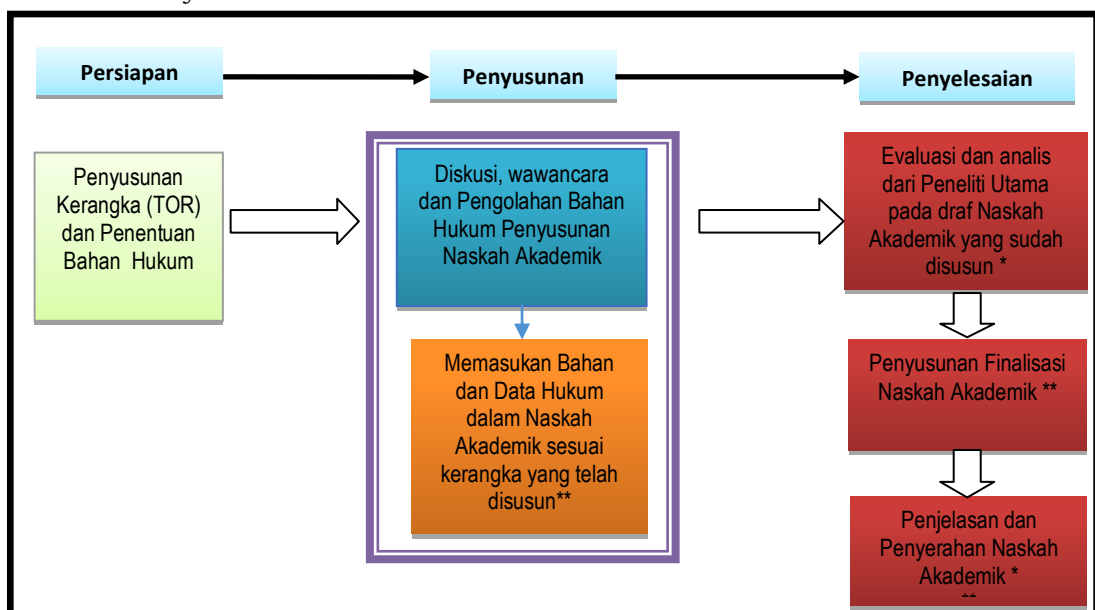 Persiapan
Penyusunan
Penyelesaian
Penyusunan
Kerangka (TOR)
dan Penentuan
Bahan Hukum
Diskusi, wawancara
dan Pengolahan Bahan
Hukum Penyusunan
Naskah Akademik
Memasukan Bahan
dan Data Hukum
dalam Naskah
Akademik sesuai
kerangka yang telah
disusun**
Evaluasi dan analis
dari Peneliti Utama
pada draf Naskah
Akademik yang sudah
disusun *
Penyusunan Finalisasi
Naskah Akademik **
Penjelasan dan
Penyerahan Naskah
Akademik *
**